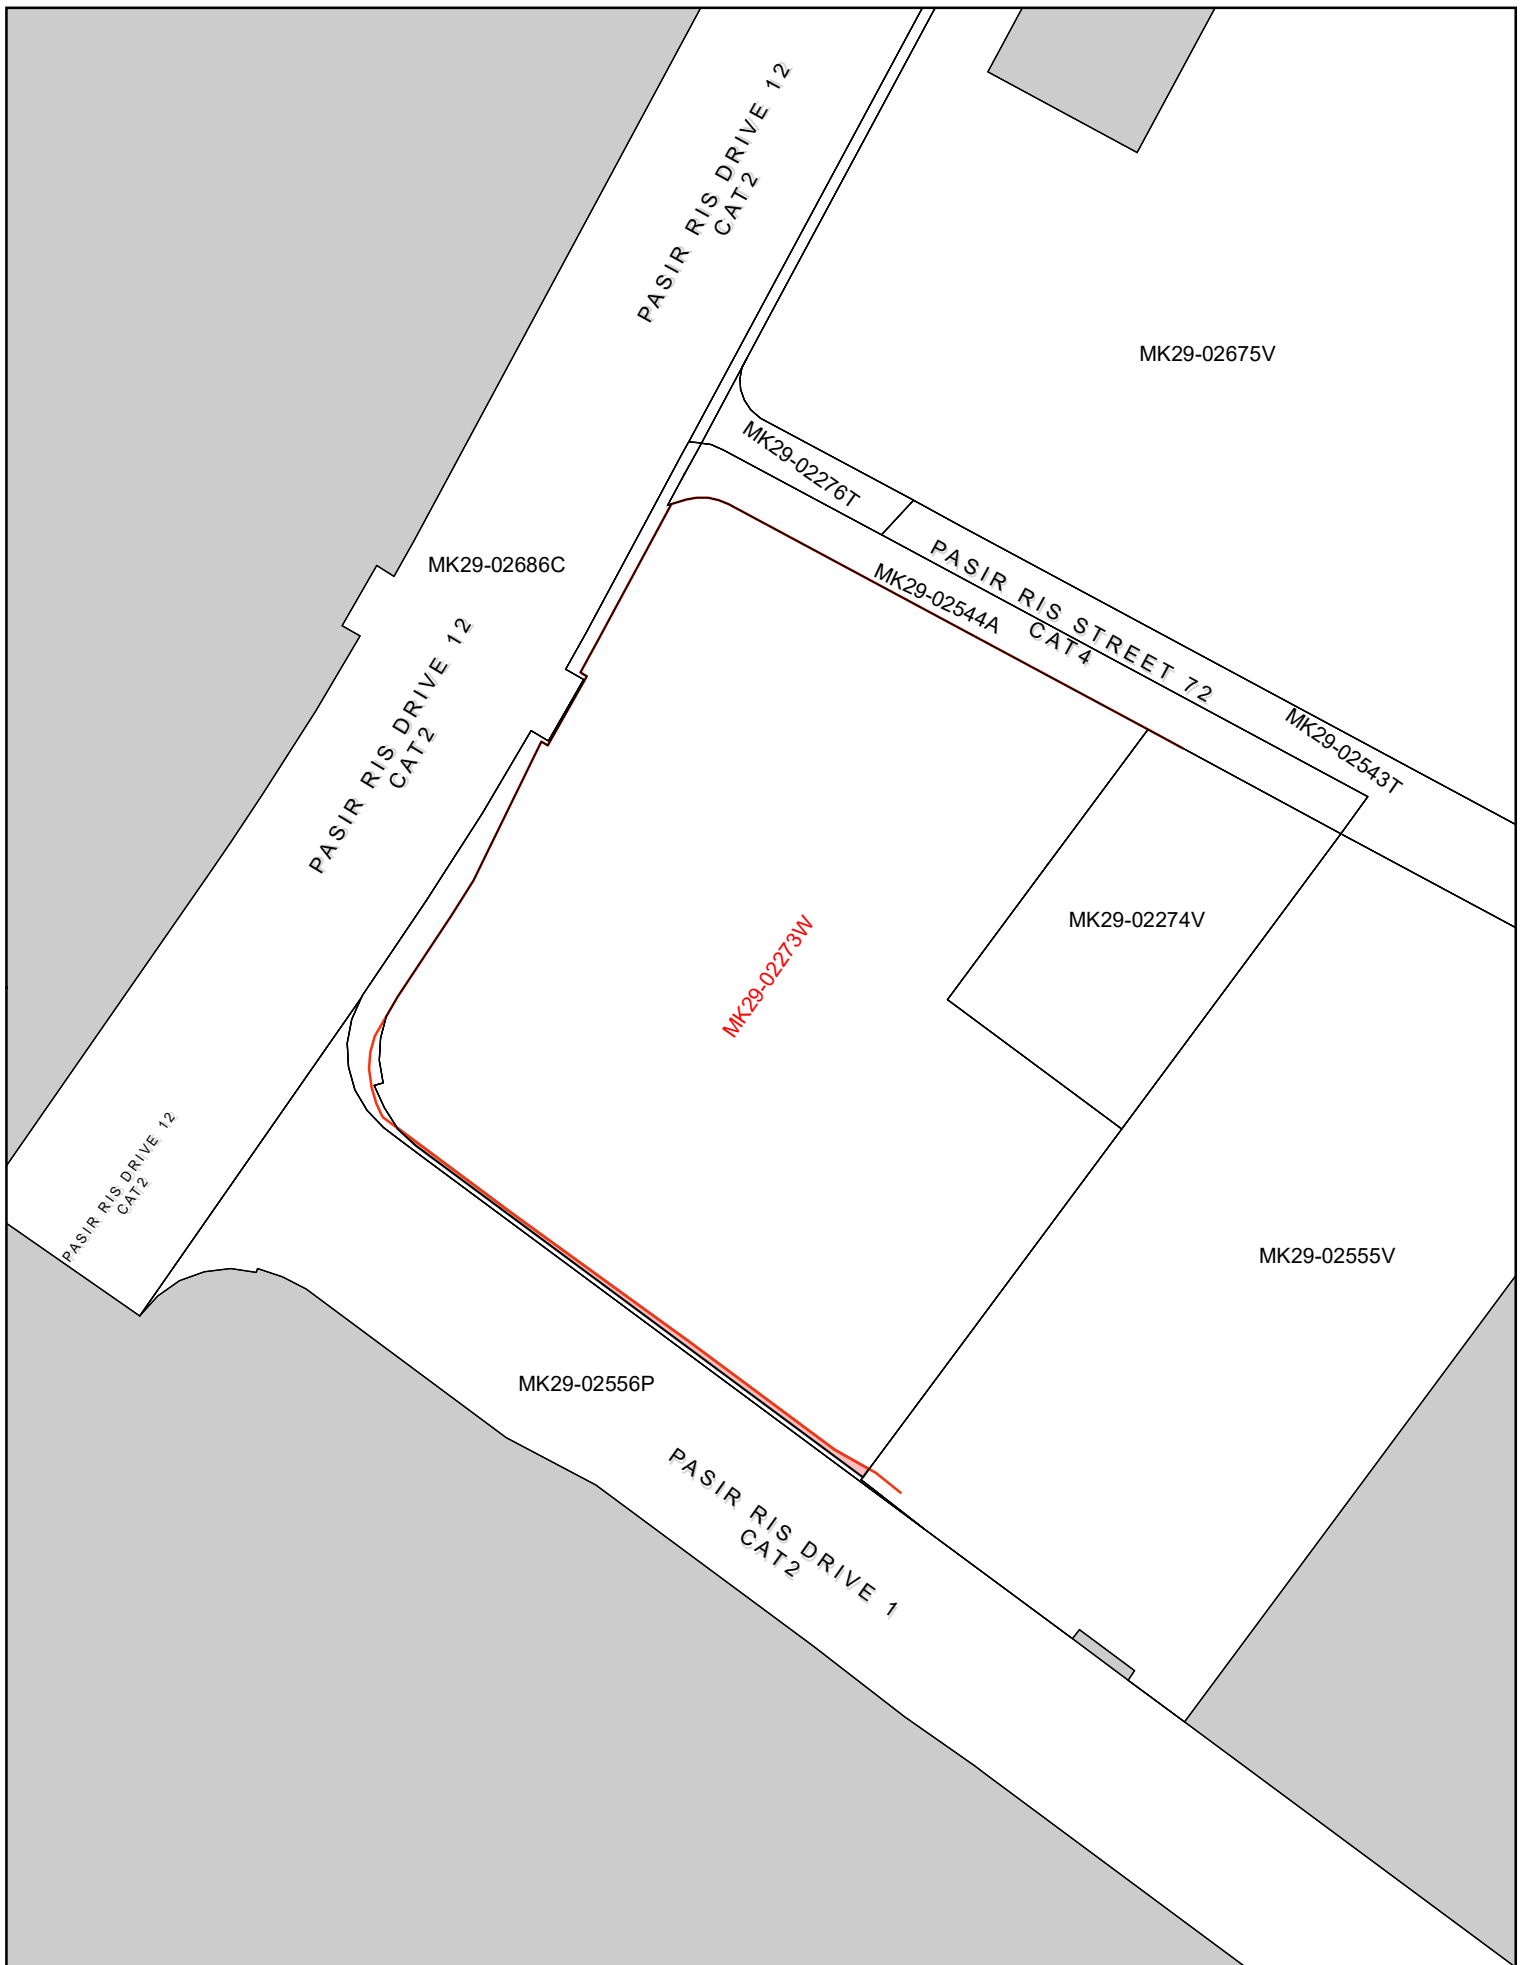 PASIR RIS DRIVE 12
CAT2
MK29-02675V
MK29-02276T
MK29-02686C
PASIR RIS STREET 72
CAT4
MK29-02544A
MK29-02543T
PASIR RIS DRIVE 12
CAT2
MK29-02274V
MK29-02273W
PASIR RIS DRIVE 12
CAT2
MK29-02555V
MK29-02556P
PASIR RIS DRIVE 1
CAT2